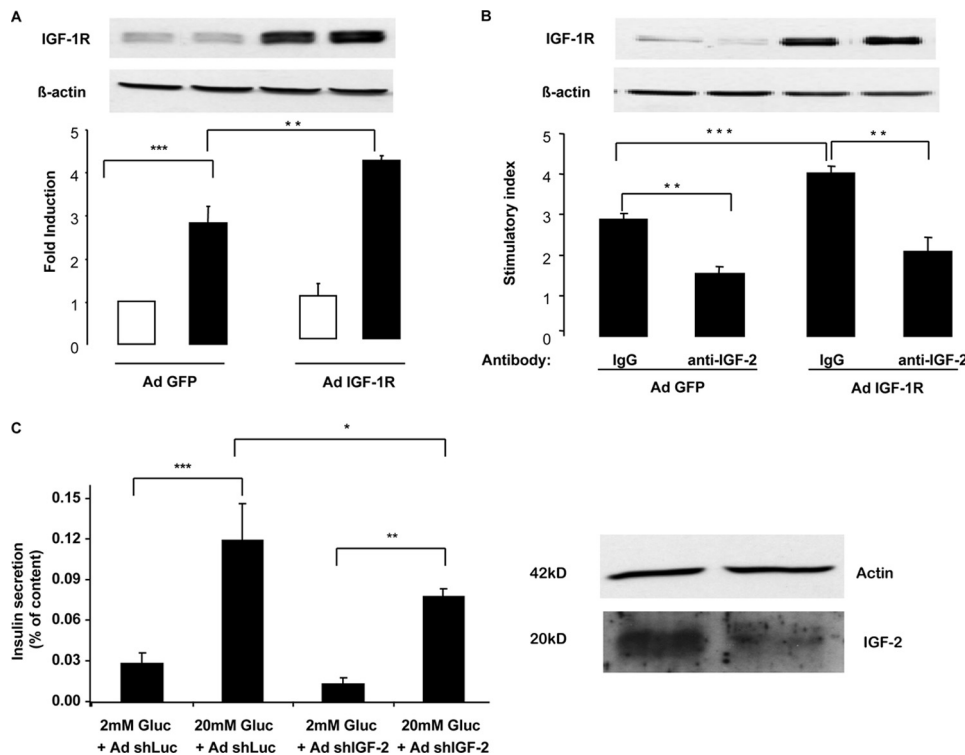 A
IGF-1R
ß-actin
Fold Induction
5
4
3
2
1
0
***
* *
Ad GFP
Ad IGF-1R
B
IGF-1R
ß-actin
Stimulatory index
5
4
3
2
1
0
* * *
* *
* *
Antibody: IgG anti-IGF-2 IgG anti-IGF-2
Ad GFP
Ad IGF-1R
C
Insulin secretion
(% of content)
0.15
0.12
0.09
0.06
0.03
0.00
*
***
**
2mM Gluc
+ Ad shLuc
20mM Gluc
+ Ad shLuc
2mM Gluc
+ Ad shIGF-2
20mM Gluc
+ Ad shIGF-2
42kD
Actin
20kD
IGF-2